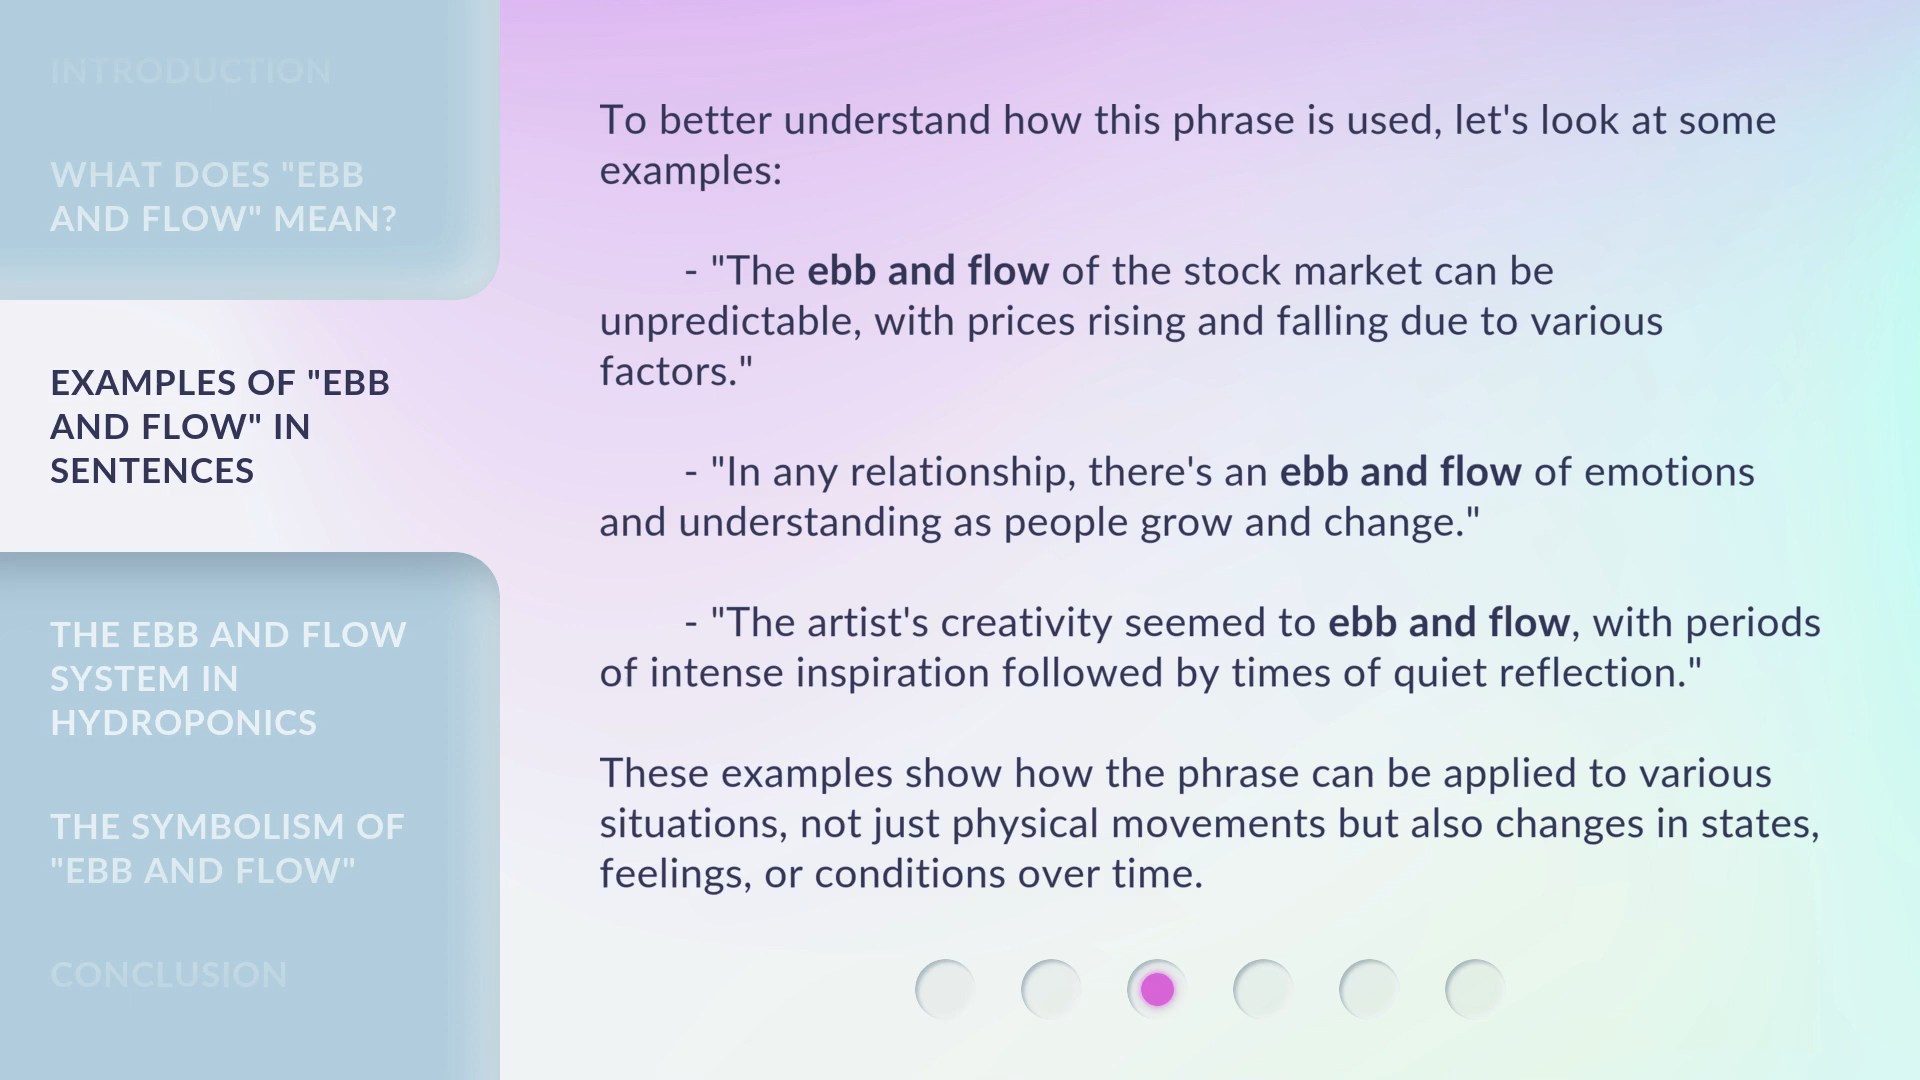 INTRODUCTION
WHAT DOES "EBB
AND FLOW" MEAN?
EXAMPLES OF "EBB
AND FLOW" IN
SENTENCES
THE EBB AND FLOW
SYSTEM IN
HYDROPONICS
THE SYMBOLISM OF
"EBB AND FLOW"
CONCLUSION
To better understand how this phrase is used, let's look at some
examples:
- "The ebb and flow of the stock market can be
unpredictable, with prices rising and falling due to various
factors."
- "In any relationship, there's an ebb and flow of emotions
and understanding as people grow and change."
- "The artist's creativity seemed to ebb and flow, with periods
of intense inspiration followed by times of quiet reflection."
These examples show how the phrase can be applied to various
situations, not just physical movements but also changes in states,
feelings, or conditions over time.